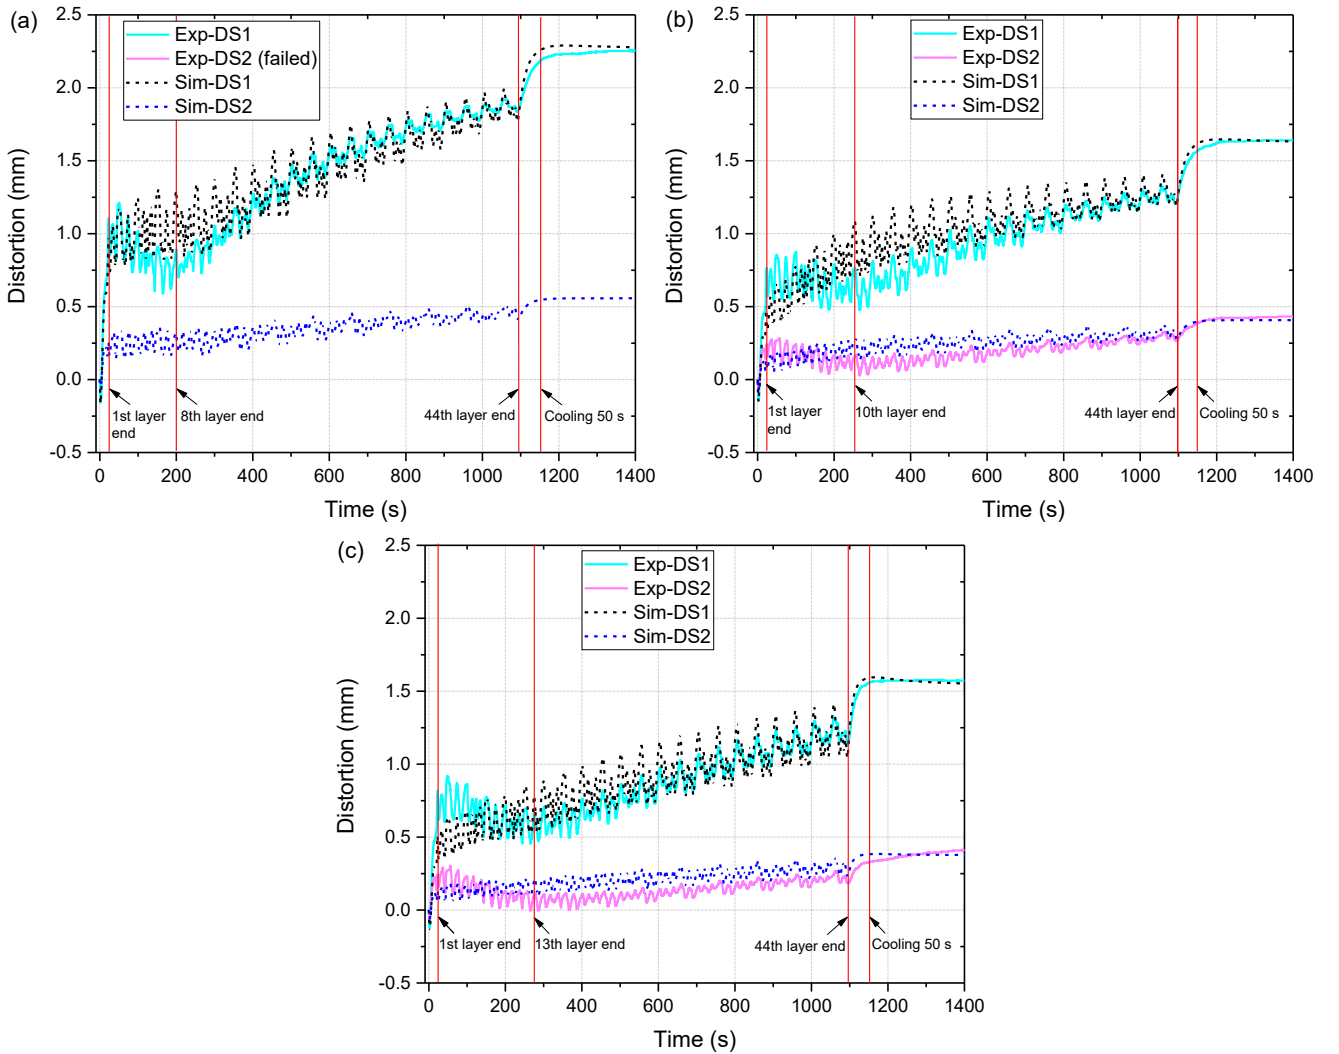 (a)
Exp-DS1
Exp-DS2 (failed)
Sim-DS1
Sim-DS2
2.5
2.0
1.5
1.0
0.5
0.0
-0.5
Distortion (mm)
1st layer
end
8th layer end
44th layer end
Cooling 50 s
0 200 400 600 800 1000 1200 1400
Time (s)
(b)
Exp-DS1
Exp-DS2
Sim-DS1
Sim-DS2
2.5
2.0
1.5
1.0
0.5
0.0
-0.5
Distortion (mm)
1st layer
end
10th layer end
44th layer end
Cooling 50 s
0 200 400 600 800 1000 1200 1400
Time (s)
(c)
Exp-DS1
Exp-DS2
Sim-DS1
Sim-DS2
2.5
2.0
1.5
1.0
0.5
0.0
-0.5
Distortion (mm)
1st layer end
13th layer end
44th layer end
Cooling 50 s
0 200 400 600 800 1000 1200 1400
Time (s)